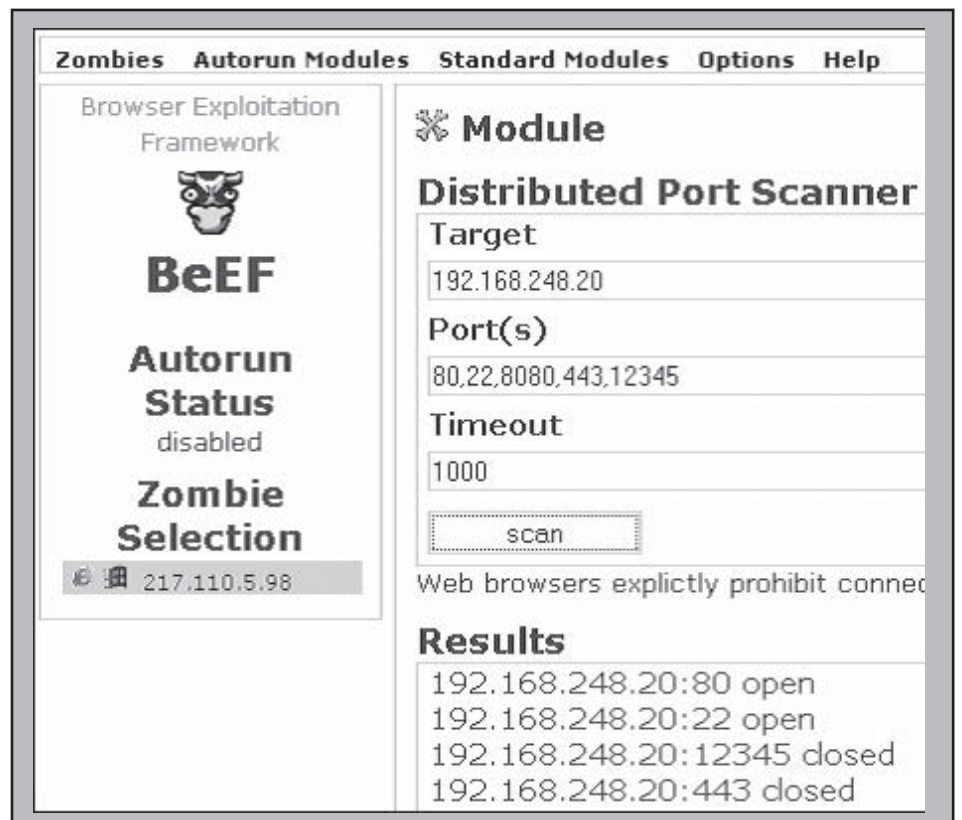 Zombies Autorun Modules Standard Modules Options Help
Browser Exploitation
Framework
BeEF
Autorun
Status
disabled
Zombie
Selection
217.110.5.98
Module
Distributed Port Scanner
Target
192.168.248.20
Port(s)
80,22,8080,443,12345
Timeout
1000
scan
Web browsers explictly prohibit connec
Results
192.168.248.20:80 open
192.168.248.20:22 open
192.168.248.20:12345 closed
192.168.248.20:443 closed